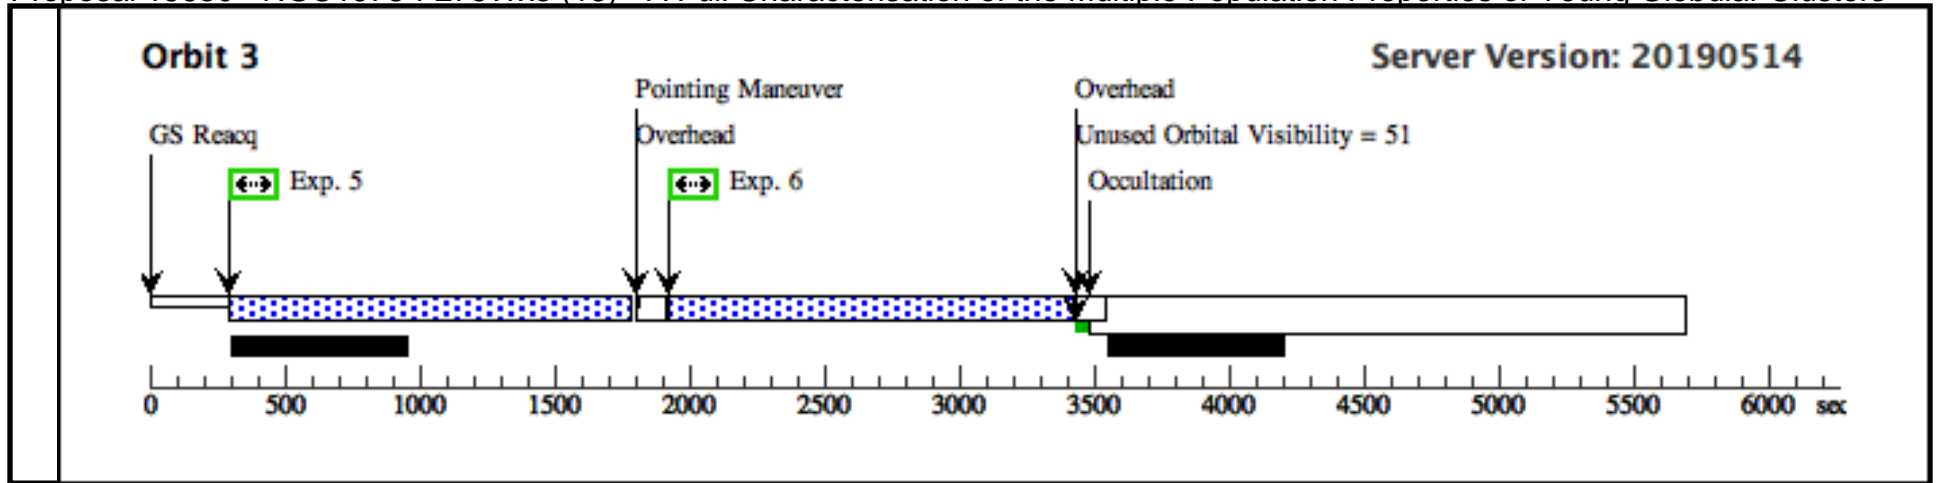 Orbit 3
Server Version: 20190514
Pointing Maneuver
Overhead
GS Reacq
Overhead
Unused Orbital Visibility = 51
Exp. 5
Exp. 6
Occultation
0 500 1000 1500 2000 2500 3000 3500 4000 4500 5000 5500 6000 sec